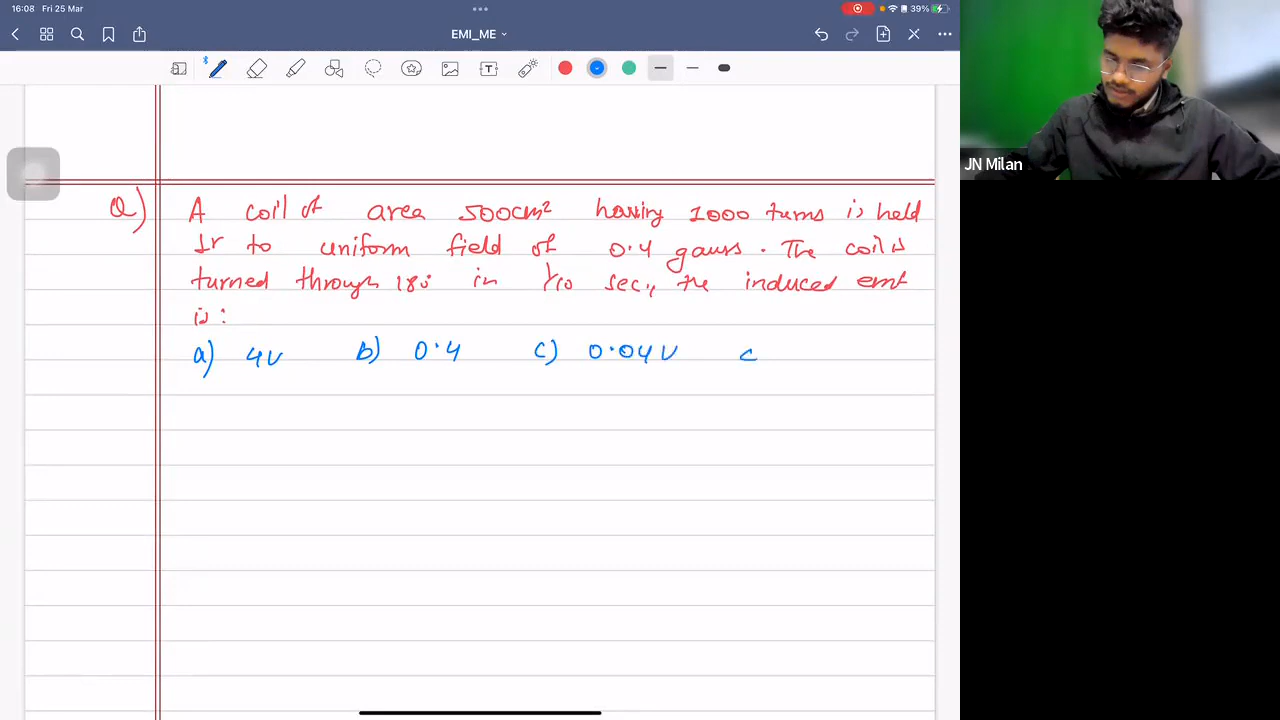 16:08 Fri 25 Mar
39%
EMI_ME
JN Milan
Q) A coil of area 500cm² having 1000 turns is held
⊥r to uniform field of 0.4 gauss. The coil is
turned through 180° in 1/10 sec., the induced emf
is:
a) 4V b) 0.4 c) 0.04V